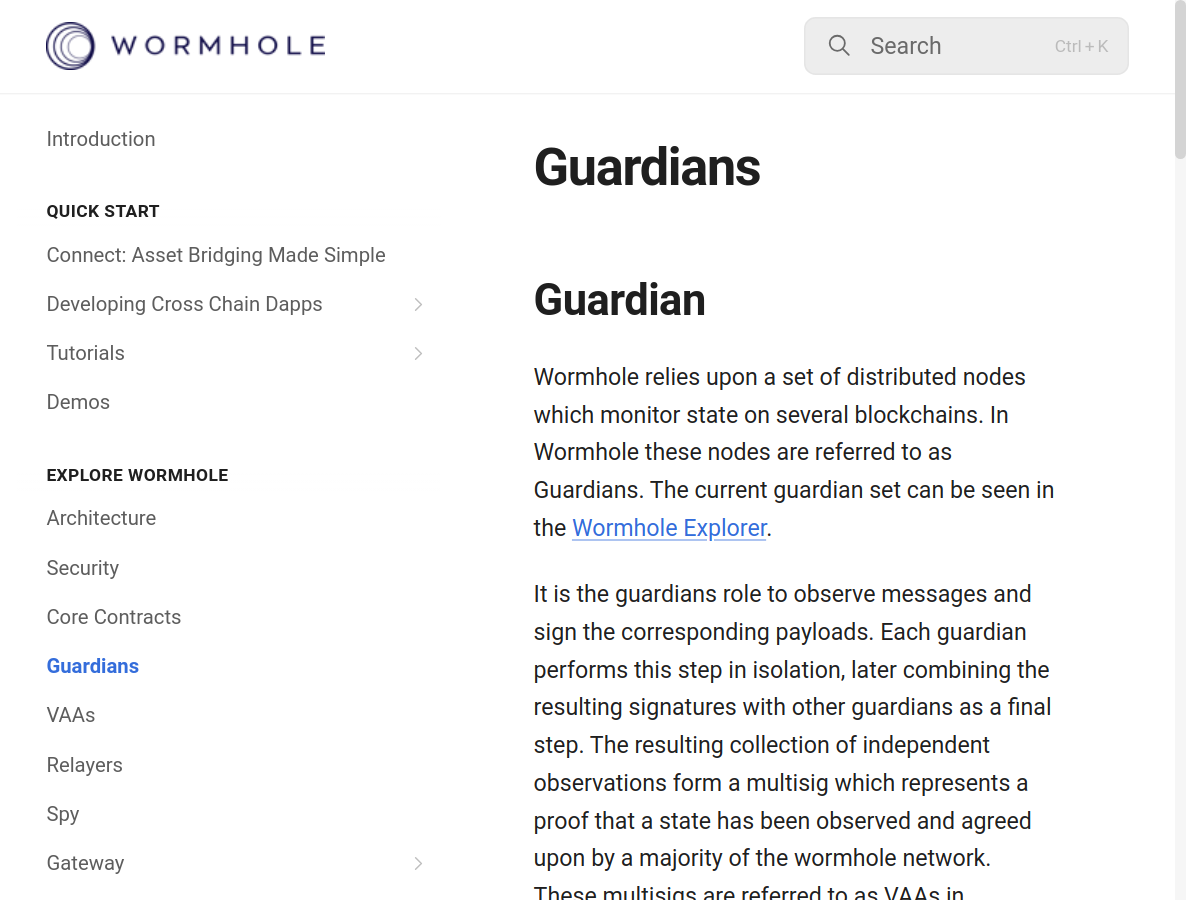 WORMHOLE
Search
Ctrl + K
Introduction
QUICK START
Connect: Asset Bridging Made Simple
Developing Cross Chain Dapps
Tutorials
Demos
EXPLORE WORMHOLE
Architecture
Security
Core Contracts
Guardians
VAAs
Relayers
Spy
Gateway
Guardians
Guardian
Wormhole relies upon a set of distributed nodes
which monitor state on several blockchains. In
Wormhole these nodes are referred to as
Guardians. The current guardian set can be seen in
the Wormhole Explorer.
It is the guardians role to observe messages and
sign the corresponding payloads. Each guardian
performs this step in isolation, later combining the
resulting signatures with other guardians as a final
step. The resulting collection of independent
observations form a multisig which represents a
proof that a state has been observed and agreed
upon by a majority of the wormhole network.
These multisigs are referred to as VAAs in